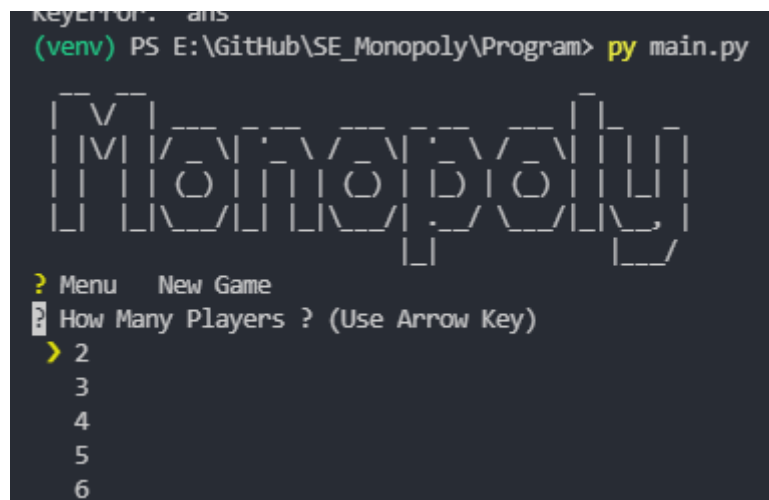 KeyError: 'ans'
(venv) PS E:\GitHub\SE_Monopoly\Program> py main.py
Monopoly
? Menu   New Game
? How Many Players ? (Use Arrow Key)
❯ 2
3
4
5
6